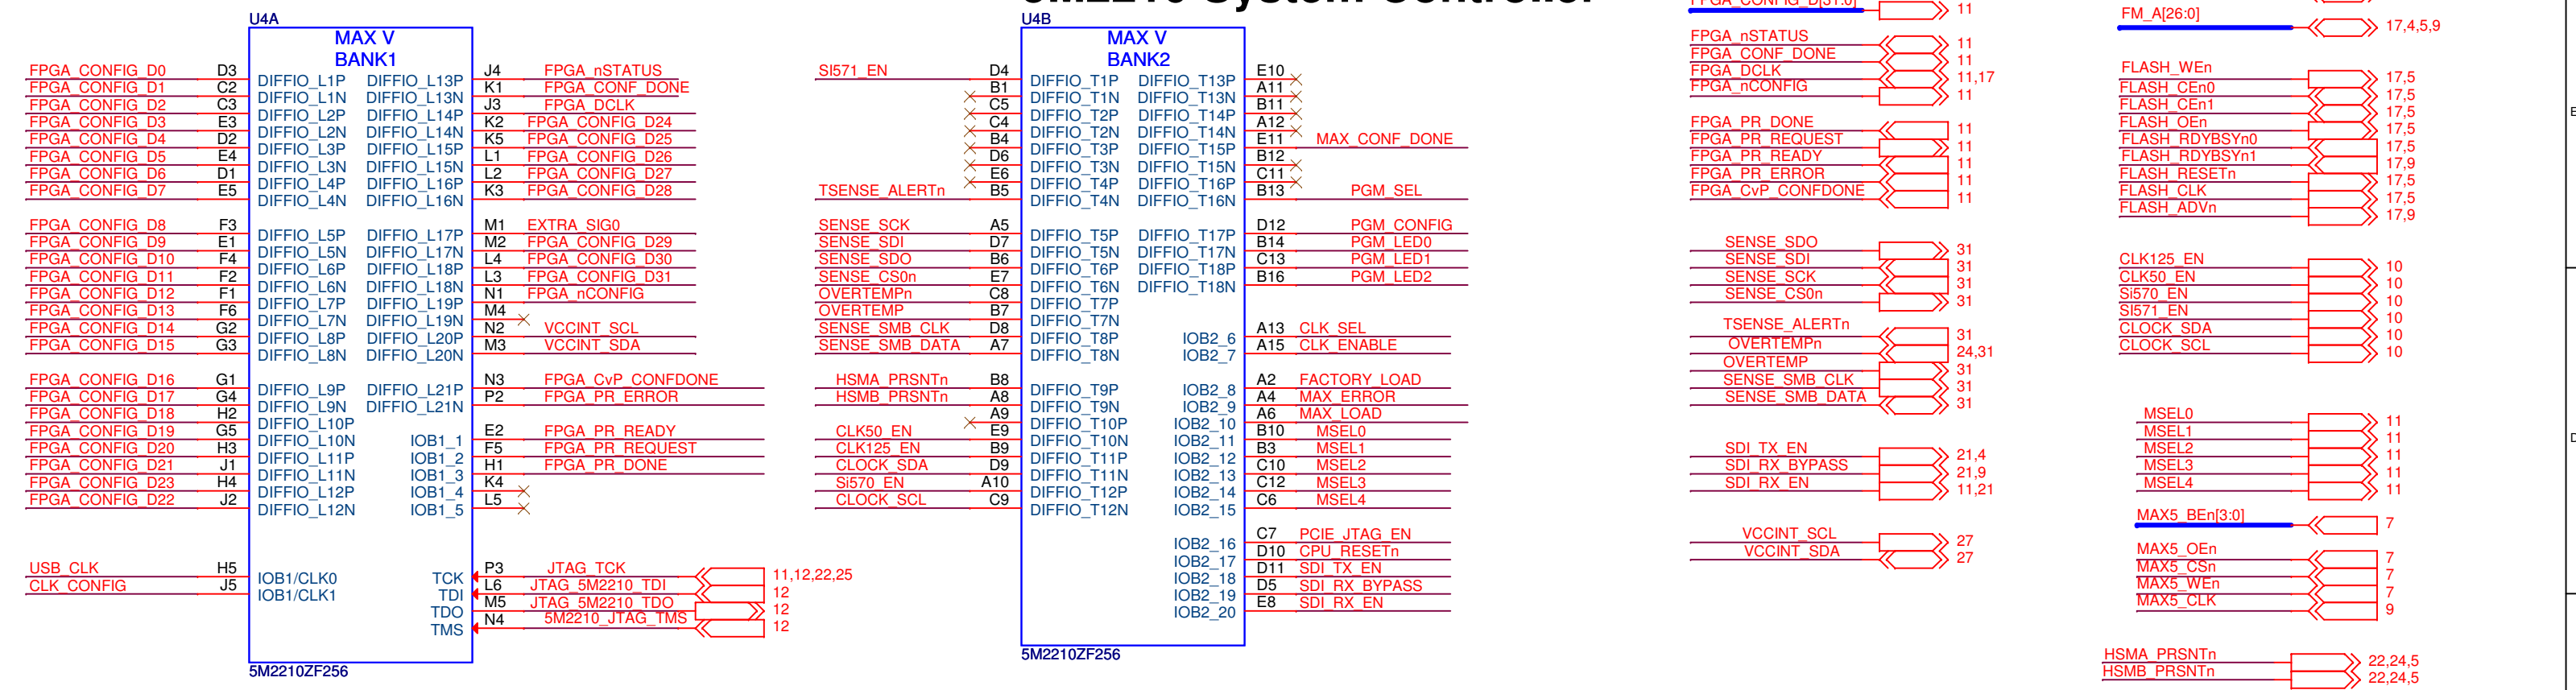 5M2210 System Controller
U4A
MAX V
BANK1
FPGA_CONFIG_D0 D3 DIFFIO_L1P DIFFIO_L13P J4 FPGA_nSTATUS
FPGA_CONFIG_D1 C2 DIFFIO_L1N DIFFIO_L13N K1 FPGA_CONF_DONE
FPGA_CONFIG_D2 C3 DIFFIO_L2P DIFFIO_L14P J3 FPGA_DCLK
FPGA_CONFIG_D3 E3 DIFFIO_L2N DIFFIO_L14N K2 FPGA_CONFIG_D24
FPGA_CONFIG_D4 D2 DIFFIO_L3P DIFFIO_L15P K5 FPGA_CONFIG_D25
FPGA_CONFIG_D5 E4 DIFFIO_L3N DIFFIO_L15N L1 FPGA_CONFIG_D26
FPGA_CONFIG_D6 D1 DIFFIO_L4P DIFFIO_L16P L2 FPGA_CONFIG_D27
FPGA_CONFIG_D7 E5 DIFFIO_L4N DIFFIO_L16N K3 FPGA_CONFIG_D28
FPGA_CONFIG_D8 F3 DIFFIO_L5P DIFFIO_L17P M1 EXTRA_SIG0
FPGA_CONFIG_D9 E1 DIFFIO_L5N DIFFIO_L17N M2 FPGA_CONFIG_D29
FPGA_CONFIG_D10 F4 DIFFIO_L6P DIFFIO_L18P L4 FPGA_CONFIG_D30
FPGA_CONFIG_D11 F2 DIFFIO_L6N DIFFIO_L18N L3 FPGA_CONFIG_D31
FPGA_CONFIG_D12 F1 DIFFIO_L7P DIFFIO_L19P N1 FPGA_nCONFIG
FPGA_CONFIG_D13 F6 DIFFIO_L7N DIFFIO_L19N M4
FPGA_CONFIG_D14 G2 DIFFIO_L8P DIFFIO_L20P N2 VCCINT_SCL
FPGA_CONFIG_D15 G3 DIFFIO_L8N DIFFIO_L20N M3 VCCINT_SDA
FPGA_CONFIG_D16 G1 DIFFIO_L9P DIFFIO_L21P N3 FPGA_CvP_CONFDONE
FPGA_CONFIG_D17 G4 DIFFIO_L9N DIFFIO_L21N P2 FPGA_PR_ERROR
FPGA_CONFIG_D18 H2 DIFFIO_L10P
FPGA_CONFIG_D19 G5 DIFFIO_L10N IOB1_1 E2 FPGA_PR_READY
FPGA_CONFIG_D20 H3 DIFFIO_L11P IOB1_2 F5 FPGA_PR_REQUEST
FPGA_CONFIG_D21 J1 DIFFIO_L11N IOB1_3 H1 FPGA_PR_DONE
FPGA_CONFIG_D23 H4 DIFFIO_L12P IOB1_4 K4
FPGA_CONFIG_D22 J2 DIFFIO_L12N IOB1_5 L5
USB_CLK H5 IOB1/CLK0 TCK P3 JTAG_TCK 11,12,22,25
CLK_CONFIG J5 IOB1/CLK1 TDI L6 JTAG_5M2210_TDI 12
TDO M5 JTAG_5M2210_TDO 12
TMS N4 5M2210_JTAG_TMS 12
5M2210ZF256
U4B
MAX V
BANK2
SI571_EN D4 DIFFIO_T1P DIFFIO_T13P E10
B1 DIFFIO_T1N DIFFIO_T13N A11
C5 DIFFIO_T2P DIFFIO_T14P B11
C4 DIFFIO_T2N DIFFIO_T14N A12
B4 DIFFIO_T3P DIFFIO_T15P E11 MAX_CONF_DONE
D6 DIFFIO_T3N DIFFIO_T15N B12
E6 DIFFIO_T4P DIFFIO_T16P C11
TSENSE_ALERTn B5 DIFFIO_T4N DIFFIO_T16N B13 PGM_SEL
SENSE_SCK A5 DIFFIO_T5P DIFFIO_T17P D12 PGM_CONFIG
SENSE_SDI D7 DIFFIO_T5N DIFFIO_T17N B14 PGM_LED0
SENSE_SDO B6 DIFFIO_T6P DIFFIO_T18P C13 PGM_LED1
SENSE_CS0n E7 DIFFIO_T6N DIFFIO_T18N B16 PGM_LED2
OVERTEMPn C8 DIFFIO_T7P
OVERTEMP B7 DIFFIO_T7N
SENSE_SMB_CLK D8 DIFFIO_T8P IOB2_6 A13 CLK_SEL
SENSE_SMB_DATA A7 DIFFIO_T8N IOB2_7 A15 CLK_ENABLE
HSMA_PRSNTn B8 DIFFIO_T9P IOB2_8 A2 FACTORY_LOAD
HSMB_PRSNTn A8 DIFFIO_T9N IOB2_9 A4 MAX_ERROR
A9 DIFFIO_T10P IOB2_10 A6 MAX_LOAD
CLK50_EN E9 DIFFIO_T10N IOB2_11 B10 MSEL0
CLK125_EN B9 DIFFIO_T11P IOB2_12 B3 MSEL1
CLOCK_SDA D9 DIFFIO_T11N IOB2_13 C10 MSEL2
Si570_EN A10 DIFFIO_T12P IOB2_14 C12 MSEL3
CLOCK_SCL C9 DIFFIO_T12N IOB2_15 C6 MSEL4
IOB2_16 C7 PCIE_JTAG_EN
IOB2_17 D10 CPU_RESETn
IOB2_18 D11 SDI_TX_EN
IOB2_19 D5 SDI_RX_BYPASS
IOB2_20 E8 SDI_RX_EN
5M2210ZF256
FPGA_CONFIG_D[31:0] 11
FPGA_nSTATUS 11
FPGA_CONF_DONE 11
FPGA_DCLK 11,17
FPGA_nCONFIG 11
FPGA_PR_DONE 11
FPGA_PR_REQUEST 11
FPGA_PR_READY 11
FPGA_PR_ERROR 11
FPGA_CvP_CONFDONE 11
SENSE_SDO 31
SENSE_SDI 31
SENSE_SCK 31
SENSE_CS0n 31
TSENSE_ALERTn 31
OVERTEMPn 24,31
OVERTEMP 31
SENSE_SMB_CLK 31
SENSE_SMB_DATA 31
SDI_TX_EN 21,4
SDI_RX_BYPASS 21,9
SDI_RX_EN 11,21
VCCINT_SCL 27
VCCINT_SDA 27
FM_A[26:0] 17,4,5,9
FLASH_WEn 17,5
FLASH_CEn0 17,5
FLASH_CEn1 17,5
FLASH_OEn 17,5
FLASH_RDYBSYn0 17,5
FLASH_RDYBSYn1 17,9
FLASH_RESETn 17,5
FLASH_CLK 17,5
FLASH_ADVn 17,9
CLK125_EN 10
CLK50_EN 10
Si570_EN 10
SI571_EN 10
CLOCK_SDA 10
CLOCK_SCL 10
MSEL0 11
MSEL1 11
MSEL2 11
MSEL3 11
MSEL4 11
MAX5_BEn[3:0] 7
MAX5_OEn 7
MAX5_CSn 7
MAX5_WEn 7
MAX5_CLK 9
HSMA_PRSNTn 22,24,5
HSMB_PRSNTn 22,24,5